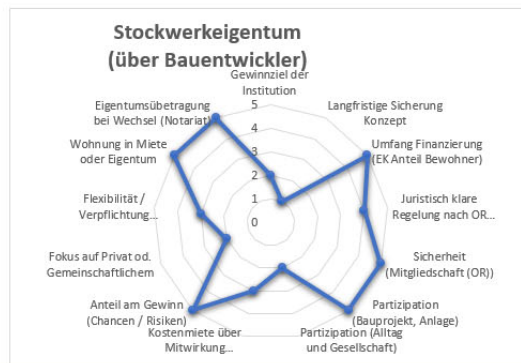 Stockwerkeigentum
(über Bauentwickler)
Gewinnziel der
Institution
Langfristige Sicherung
Konzept
Umfang Finanzierung
(EK Anteil Bewohner)
Juristisch klare
Regelung nach OR...
Sicherheit
(Mitgliedschaft (OR))
Partizipation
(Bauprojekt, Anlage)
Partizipation (Alltag
und Gesellschaft)
Kostenmiete über
Mitwirkung...
Anteil am Gewinn
(Chancen / Risiken)
Fokus auf Privat od.
Gemeinschaftlichem
Flexibilität /
Verpflichtung...
Wohnung in Miete
oder Eigentum
Eigentumsübetragung
bei Wechsel (Notariat)
5
4
3
2
1
0